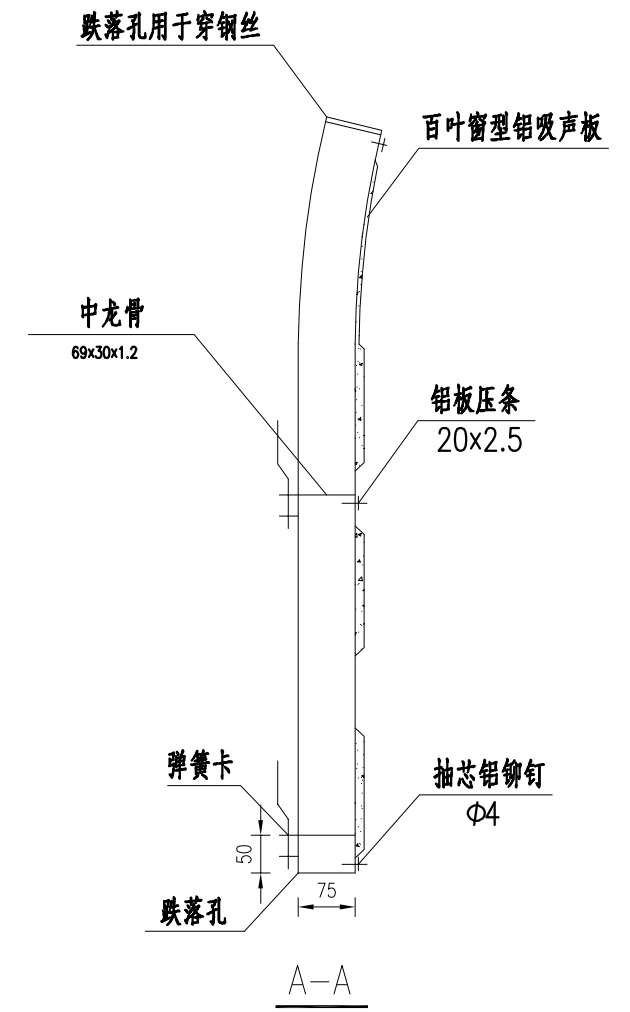 跌落孔用于穿钢丝
百叶窗型铝吸声板
中龙骨
69x30x1.2
铝板压条
20x2.5
弹簧卡
抽芯铝铆钉
Φ4
50
75
跌落孔
A-A